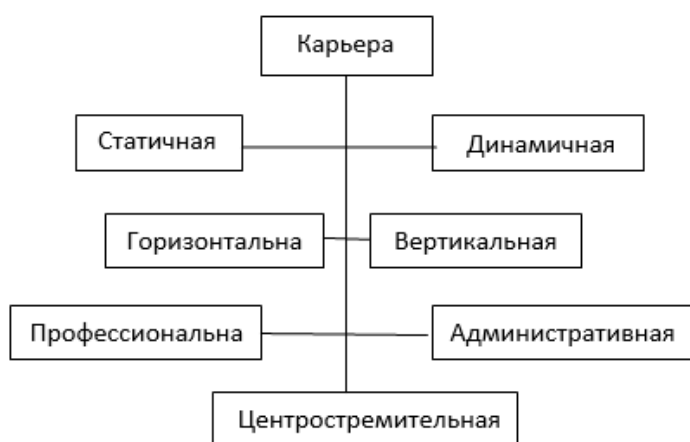 Карьера
Статичная
Динамичная
Горизонтальна
Вертикальная
Профессиональна
Административная
Центростремительная